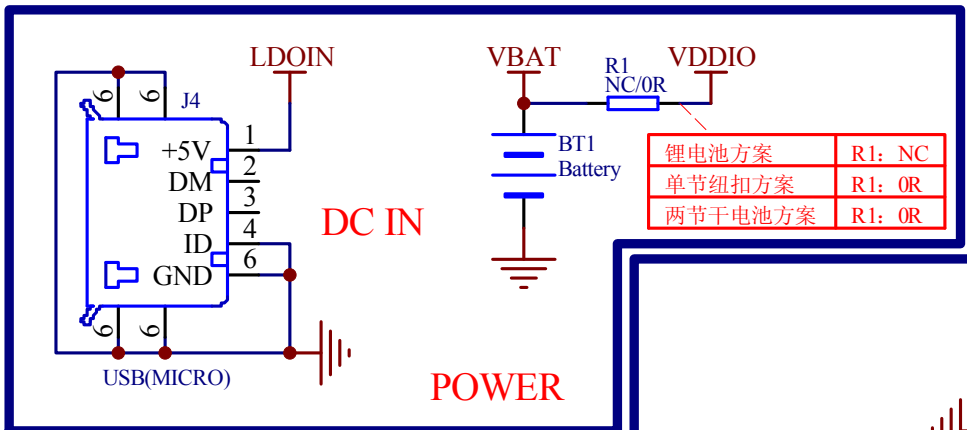 LDOIN
VBAT
R1
NC/0R
VDDIO
6
6
J4
+5V
1
DM
2
DP
3
ID
4
GND
6
6
6
USB(MICRO)
DC IN
BT1
Battery
锂电池方案 R1: NC
单节纽扣方案 R1: 0R
两节干电池方案 R1: 0R
POWER